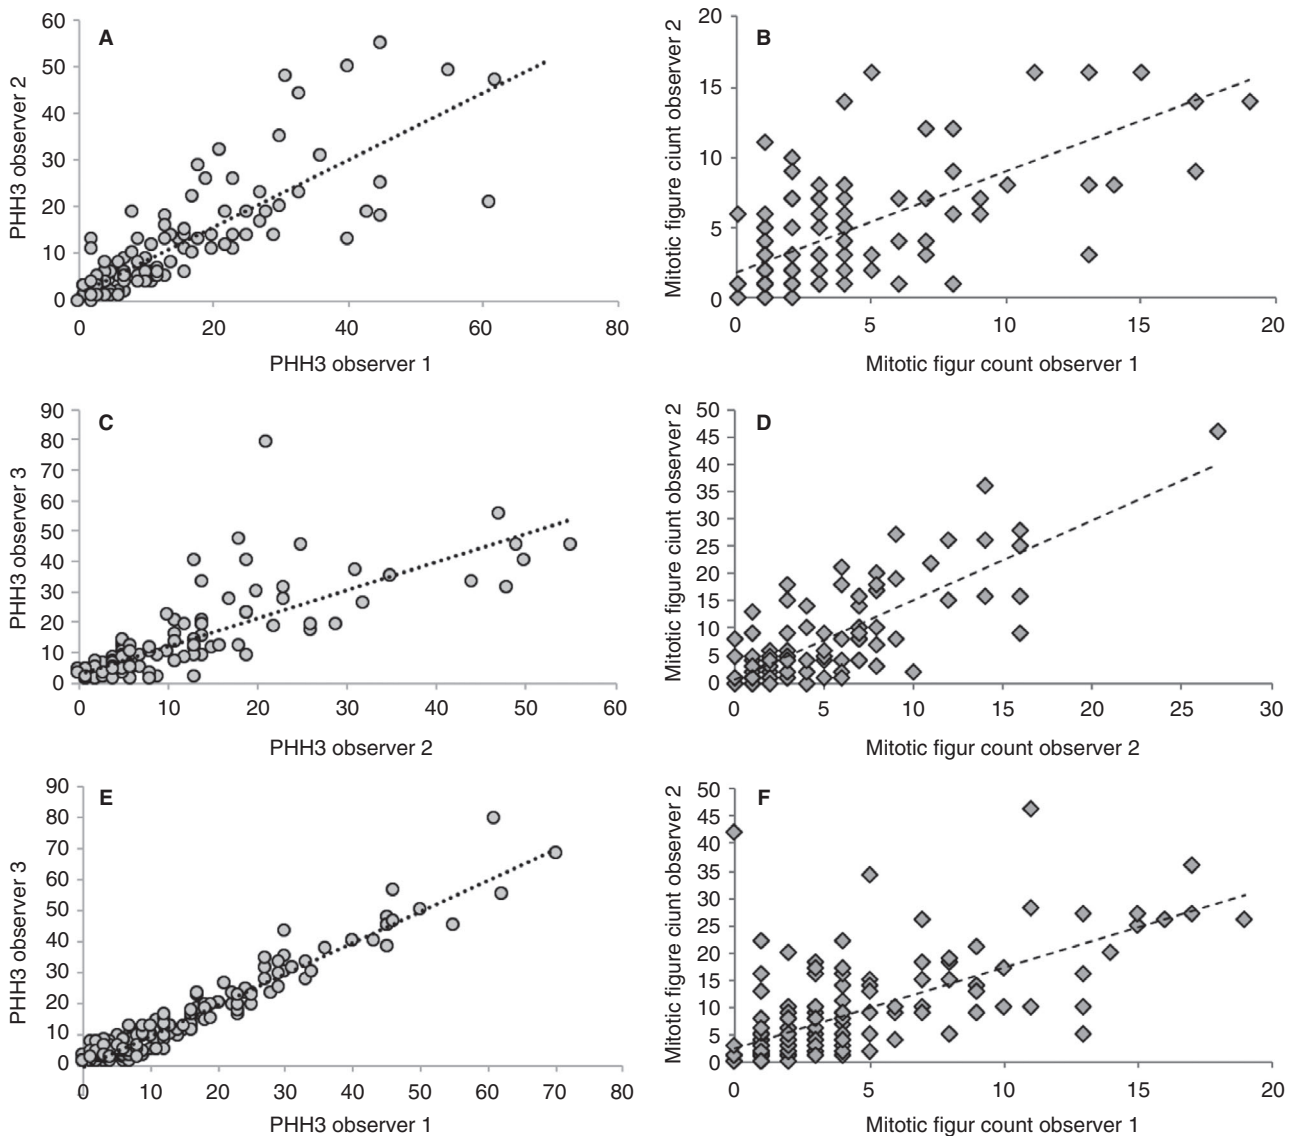 A
PHH3 observer 2
60
50
40
30
20
10
0
0 20 40 60 80
PHH3 observer 1
B
Mitotic figure ciunt observer 2
20
15
10
5
0
0 5 10 15 20
Mitotic figur count observer 1
C
PHH3 observer 3
90
80
70
60
50
40
30
20
10
0
0 10 20 30 40 50 60
PHH3 observer 2
D
Mitotic figure ciunt observer 2
50
45
40
35
30
25
20
15
10
5
0
0 5 10 15 20 25 30
Mitotic figur count observer 2
E
PHH3 observer 3
90
80
70
60
50
40
30
20
10
0
0 10 20 30 40 50 60 70 80
PHH3 observer 1
F
Mitotic figure ciunt observer 2
50
45
40
35
30
25
20
15
10
5
0
0 5 10 15 20
Mitotic figur count observer 1